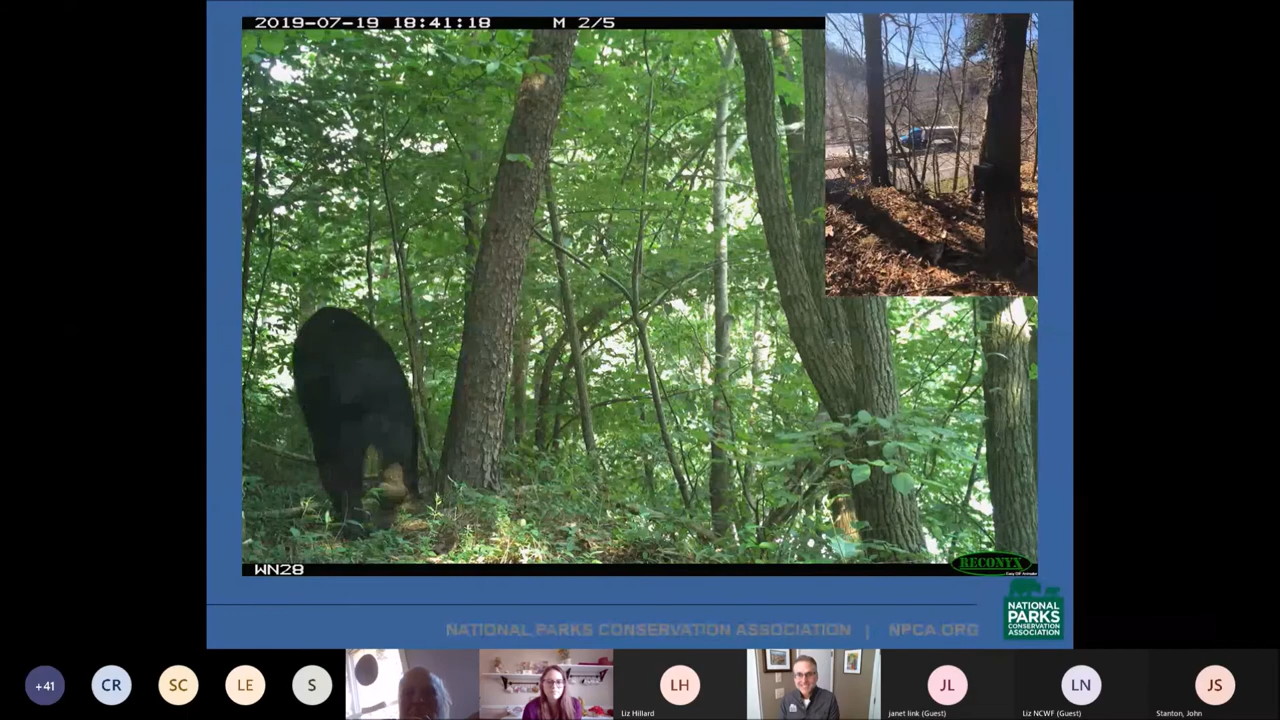 2019-07-19 18:41:18 M 2/5
WN28
RECONYX
NATIONAL PARKS CONSERVATION ASSOCIATION | NPCA.ORG
NATIONAL
PARKS
CONSERVATION
ASSOCIATION
+41
CR
SC
LE
S
LH
Liz Hillard
JL
janet link (Guest)
LN
Liz NCWF (Guest)
JS
Stanton, John